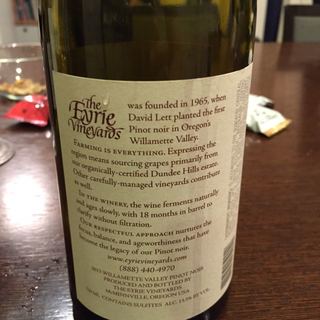 The
Eyrie
Vineyards
was founded in 1965, when
David Lett planted the first
Pinot noir in Oregon's
Willamette Valley.
FARMING IS EVERYTHING. Expressing the
region means sourcing grapes primarily from
our organically-certified Dundee Hills estate.
Other carefully-managed vineyards contribute
as well.
IN THE WINERY, the wine ferments naturally
and ages slowly, with 18 months in barrel to
clarify without filtration.
OUR RESPECTFUL APPROACH nurtures the
focus, balance, and ageworthiness that have
become the legacy of our Pinot noir.
www.eyrievineyards.com
(888) 440-4970
WILLAMETTE VALLEY PINOT NOIR
PRODUCED AND BOTTLED BY
THE EYRIE VINEYARDS
McMINNVILLE, OREGON USA
CONTAINS SULFITES ALC. BY VOL